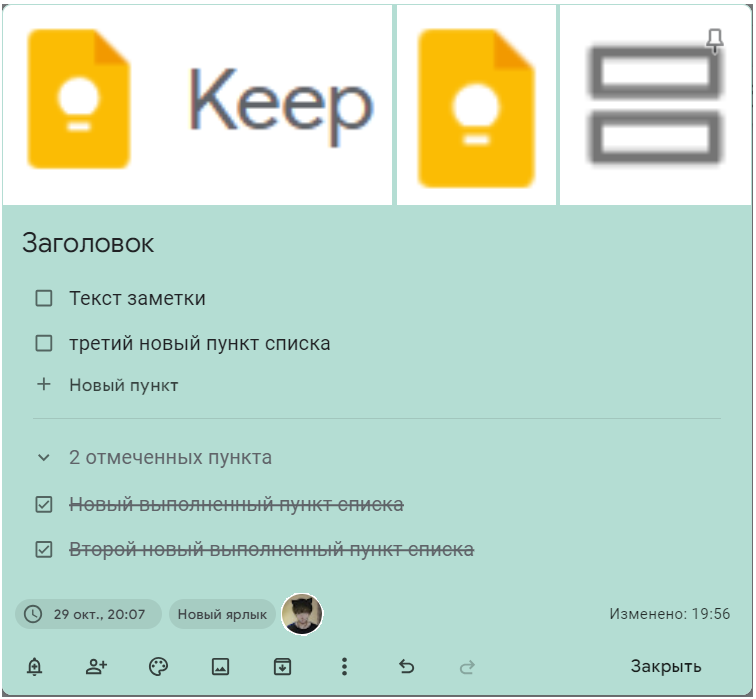 Keep
Заголовок
Текст заметки
третий новый пункт списка
Новый пункт
2 отмеченных пункта
Новый выполненный пункт списка
Второй новый выполненный пункт списка
29 окт., 20:07 Новый ярлык Изменено: 19:56
Закрыть